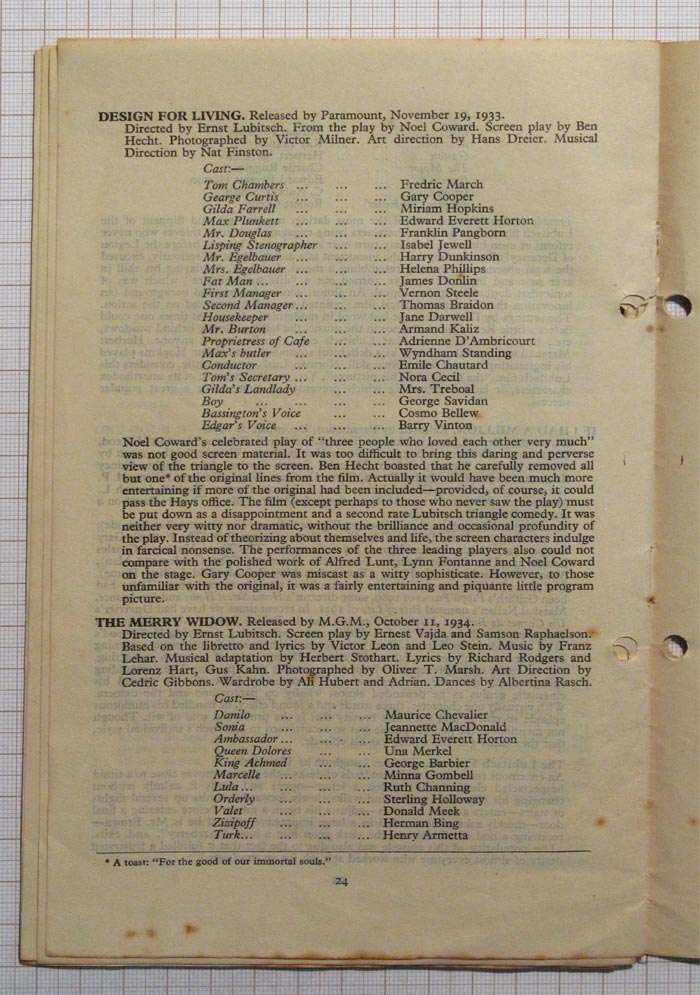 DESIGN FOR LIVING. Released by Paramount, November 19, 1933.
Directed by Ernst Lubitsch. From the play by Noel Coward. Screen play by Ben
Hecht. Photographed by Victor Milner. Art direction by Hans Dreier. Musical
Direction by Nat Finston.
Cast:—
Tom Chambers ... ... ... Fredric March
George Curtis ... ... ... Gary Cooper
Gilda Farrell ... ... ... Miriam Hopkins
Max Plunkett ... ... ... Edward Everett Horton
Mr. Douglas ... ... ... Franklin Pangborn
Lisping Stenographer ... ... Isabel Jewell
Mr. Egelbauer ... ... ... Harry Dunkinson
Mrs. Egelbauer ... ... ... Helena Phillips
Fat Man ... ... ... ... James Donlin
First Manager ... ... ... Vernon Steele
Second Manager ... ... ... Thomas Braidon
Housekeeper ... ... ... Jane Darwell
Mr. Burton ... ... ... Armand Kaliz
Proprietress of Cafe ... ... Adrienne D'Ambricourt
Max's butler ... ... ... Wyndham Standing
Conductor ... ... ... Emile Chautard
Tom's Secretary ... ... ... Nora Cecil
Gilda's Landlady ... ... Mrs. Treboal
Boy ... ... ... ... George Savidan
Bassington's Voice ... ... Cosmo Bellew
Edgar's Voice ... ... ... Barry Vinton
Noel Coward's celebrated play of "three people who loved each other very much"
was not good screen material. It was too difficult to bring this daring and perverse
view of the triangle to the screen. Ben Hecht boasted that he carefully removed all
but one* of the original lines from the film. Actually it would have been much more
entertaining if more of the original had been included—provided, of course, it could
pass the Hays office. The film (except perhaps to those who never saw the play) must
be put down as a disappointment and a second rate Lubitsch triangle comedy. It was
neither very witty nor dramatic, without the brilliance and occasional profundity of
the play. Instead of theorizing about themselves and life, the screen characters indulge
in farcical nonsense. The performances of the three leading players also could not
compare with the polished work of Alfred Lunt, Lynn Fontanne and Noel Coward
on the stage. Gary Cooper was miscast as a witty sophisticate. However, to those
unfamiliar with the original, it was a fairly entertaining and piquante little program
picture.
THE MERRY WIDOW. Released by M.G.M., October 11, 1934.
Directed by Ernst Lubitsch. Screen play by Ernest Vajda and Samson Raphaelson.
Based on the libretto and lyrics by Victor Leon and Leo Stein. Music by Franz
Lehar. Musical adaptation by Herbert Stothart. Lyrics by Richard Rodgers and
Lorenz Hart, Gus Kahn. Photographed by Oliver T. Marsh. Art Direction by
Cedric Gibbons. Wardrobe by Ali Hubert and Adrian. Dances by Albertina Rasch.
Cast:—
Danilo ... ... ... Maurice Chevalier
Sonia ... ... ... Jeannette MacDonald
Ambassador ... ... ... Edward Everett Horton
Queen Dolores ... ... Una Merkel
King Achmed ... ... George Barbier
Marcelle ... ... ... Minna Gombell
Lula ... ... ... ... Ruth Channing
Orderly ... ... ... Sterling Holloway
Valet ... ... ... Donald Meek
Zizipoff ... ... ... Herman Bing
Turk... ... ... ... Henry Armetta
* A toast: "For the good of our immortal souls."
24